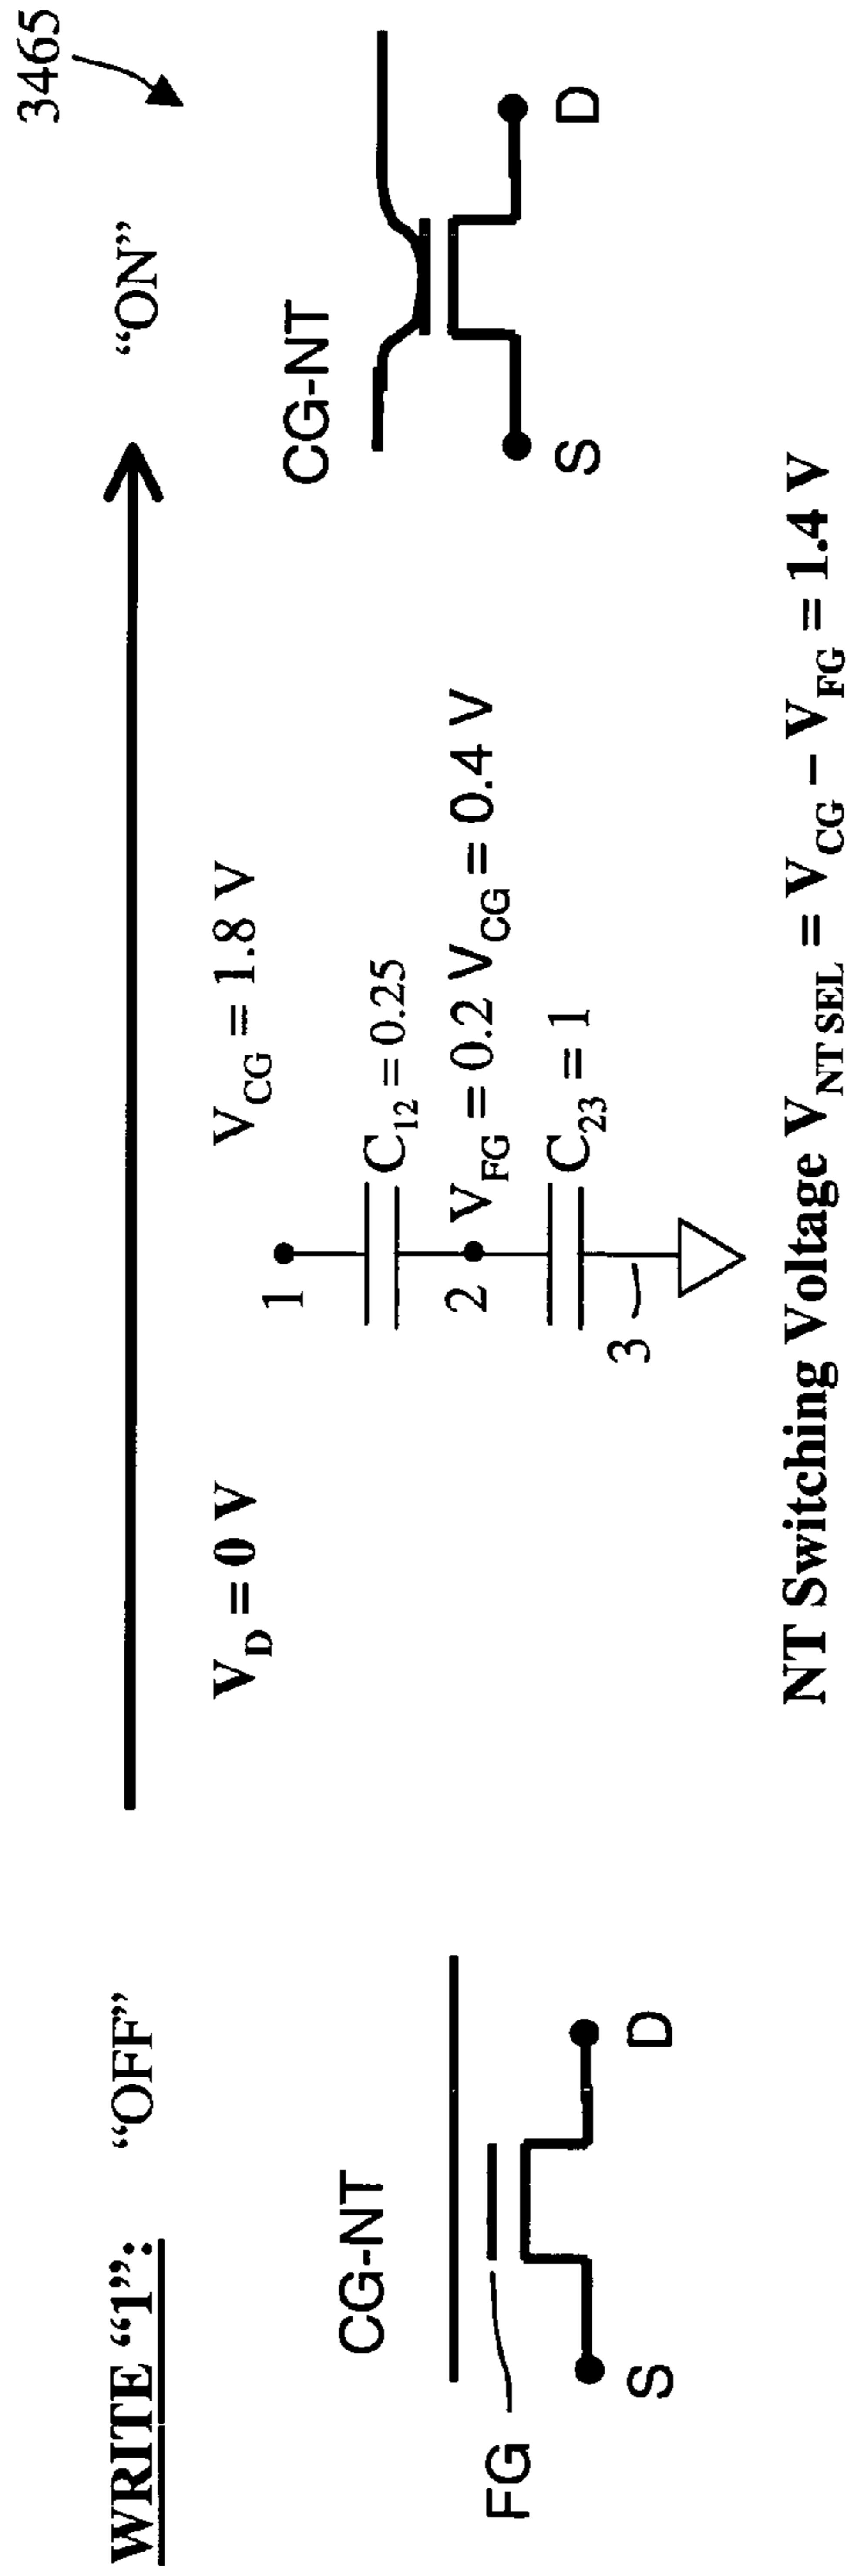 3465
WRITE “1”: “OFF” “ON”
V_D = 0 V V_CG = 1.8 V
CG-NT 1 CG-NT
C_12 = 0.25
FG 2 V_FG = 0.2 V_CG = 0.4 V
S D C_23 = 1 S D
3
NT Switching Voltage V_NT SEL = V_CG – V_FG = 1.4 V